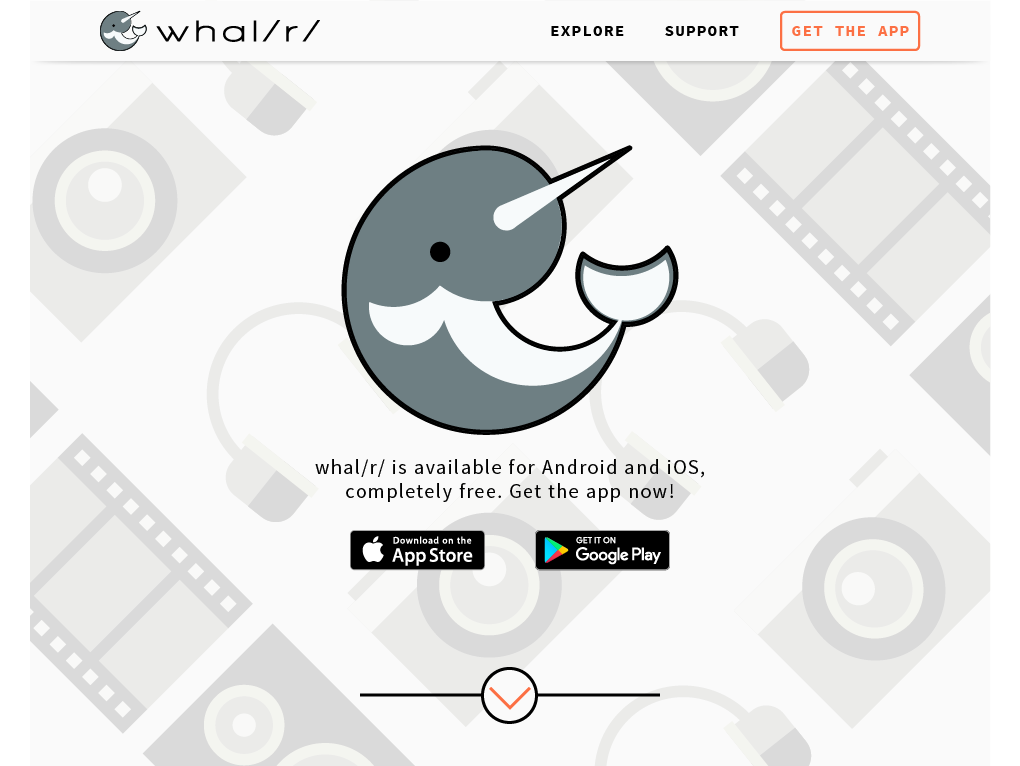 whal/r/
EXPLORE
SUPPORT
GET THE APP
whal/r/ is available for Android and iOS,
completely free. Get the app now!
Download on the
App Store
GET IT ON
Google Play